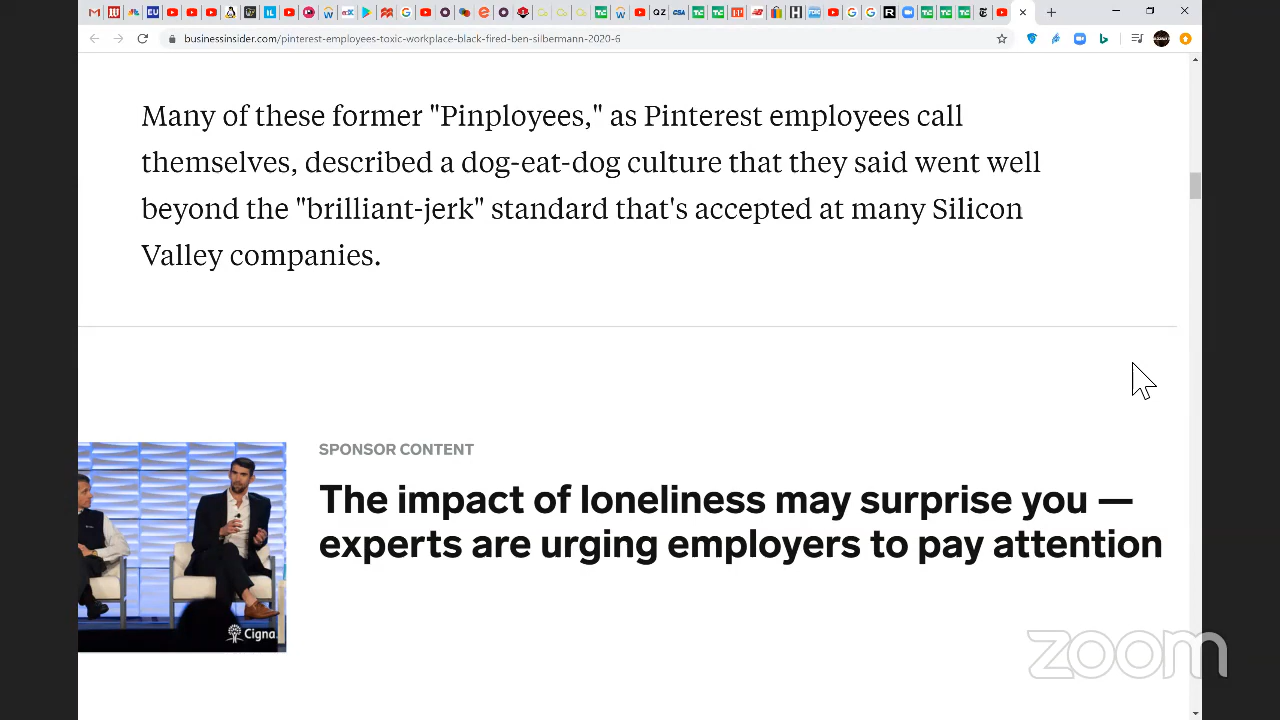 businessinsider.com/pinterest-employees-toxic-workplace-black-fired-ben-silbermann-2020-6
Many of these former "Pinployees," as Pinterest employees call
themselves, described a dog-eat-dog culture that they said went well
beyond the "brilliant-jerk" standard that's accepted at many Silicon
Valley companies.
SPONSOR CONTENT
The impact of loneliness may surprise you —
experts are urging employers to pay attention
Cigna
zoom